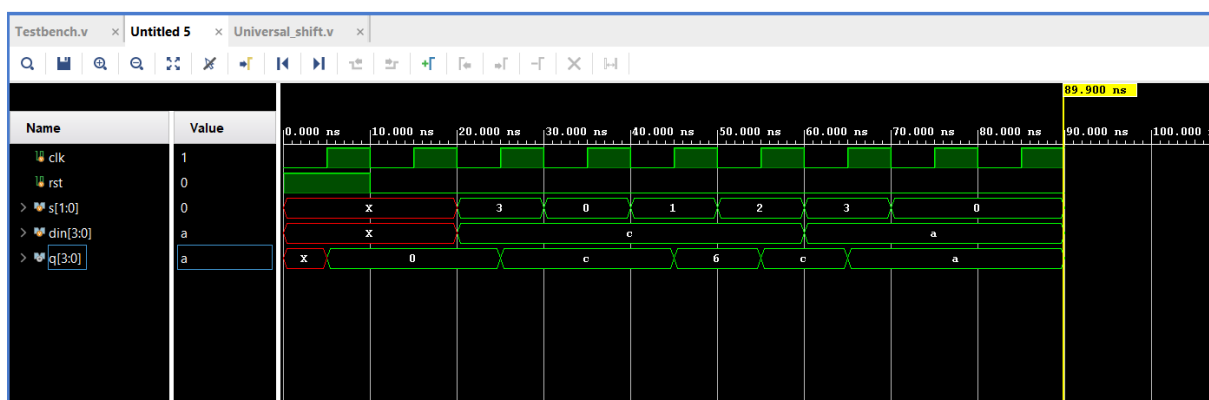 Testbench.v × Untitled 5 × Universal_shift.v ×
89.900 ns
Name Value 0.000 ns 10.000 ns 20.000 ns 30.000 ns 40.000 ns 50.000 ns 60.000 ns 70.000 ns 80.000 ns 90.000 ns 100.000
clk 1
rst 0
s[1:0] 0 x 3 0 1 2 3 0
din[3:0] a x c a
q[3:0] a x 0 c 6 c a